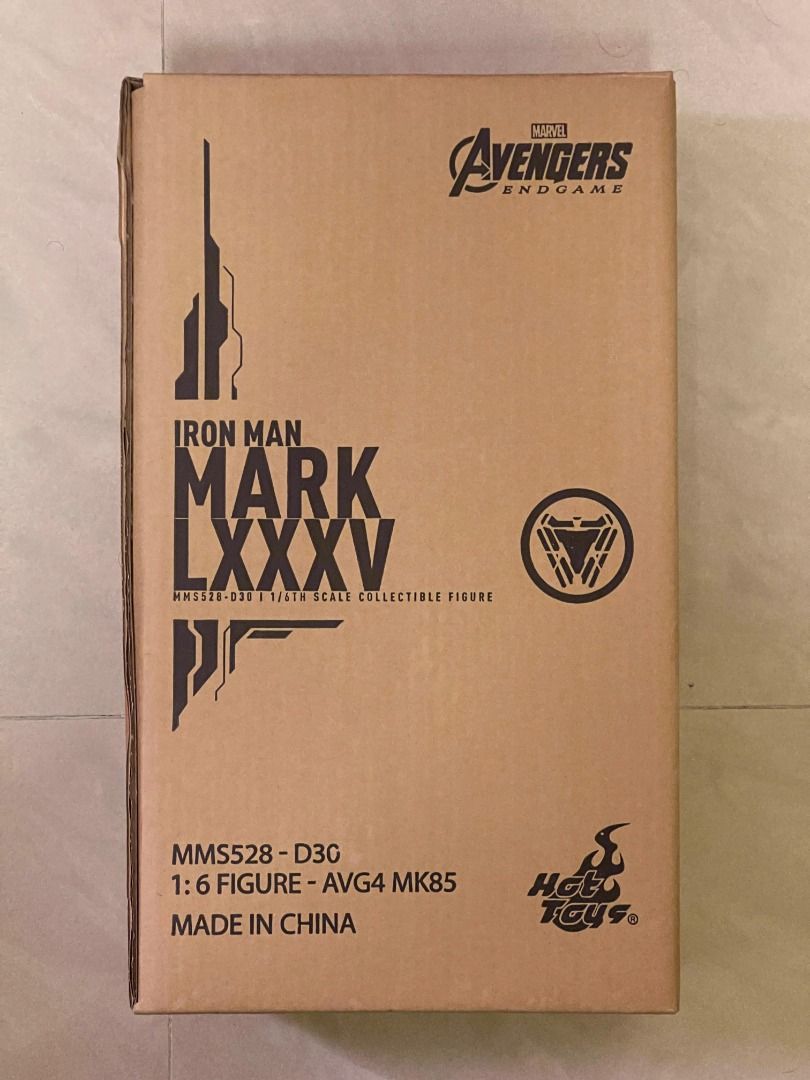 MARVEL
AVENGERS
ENDGAME
IRON MAN
MARK
LXXXV
MMS528-D30 | 1/6TH SCALE COLLECTIBLE FIGURE
MMS528 - D30
1: 6 FIGURE - AVG4 MK85
MADE IN CHINA
Hot
Toys®